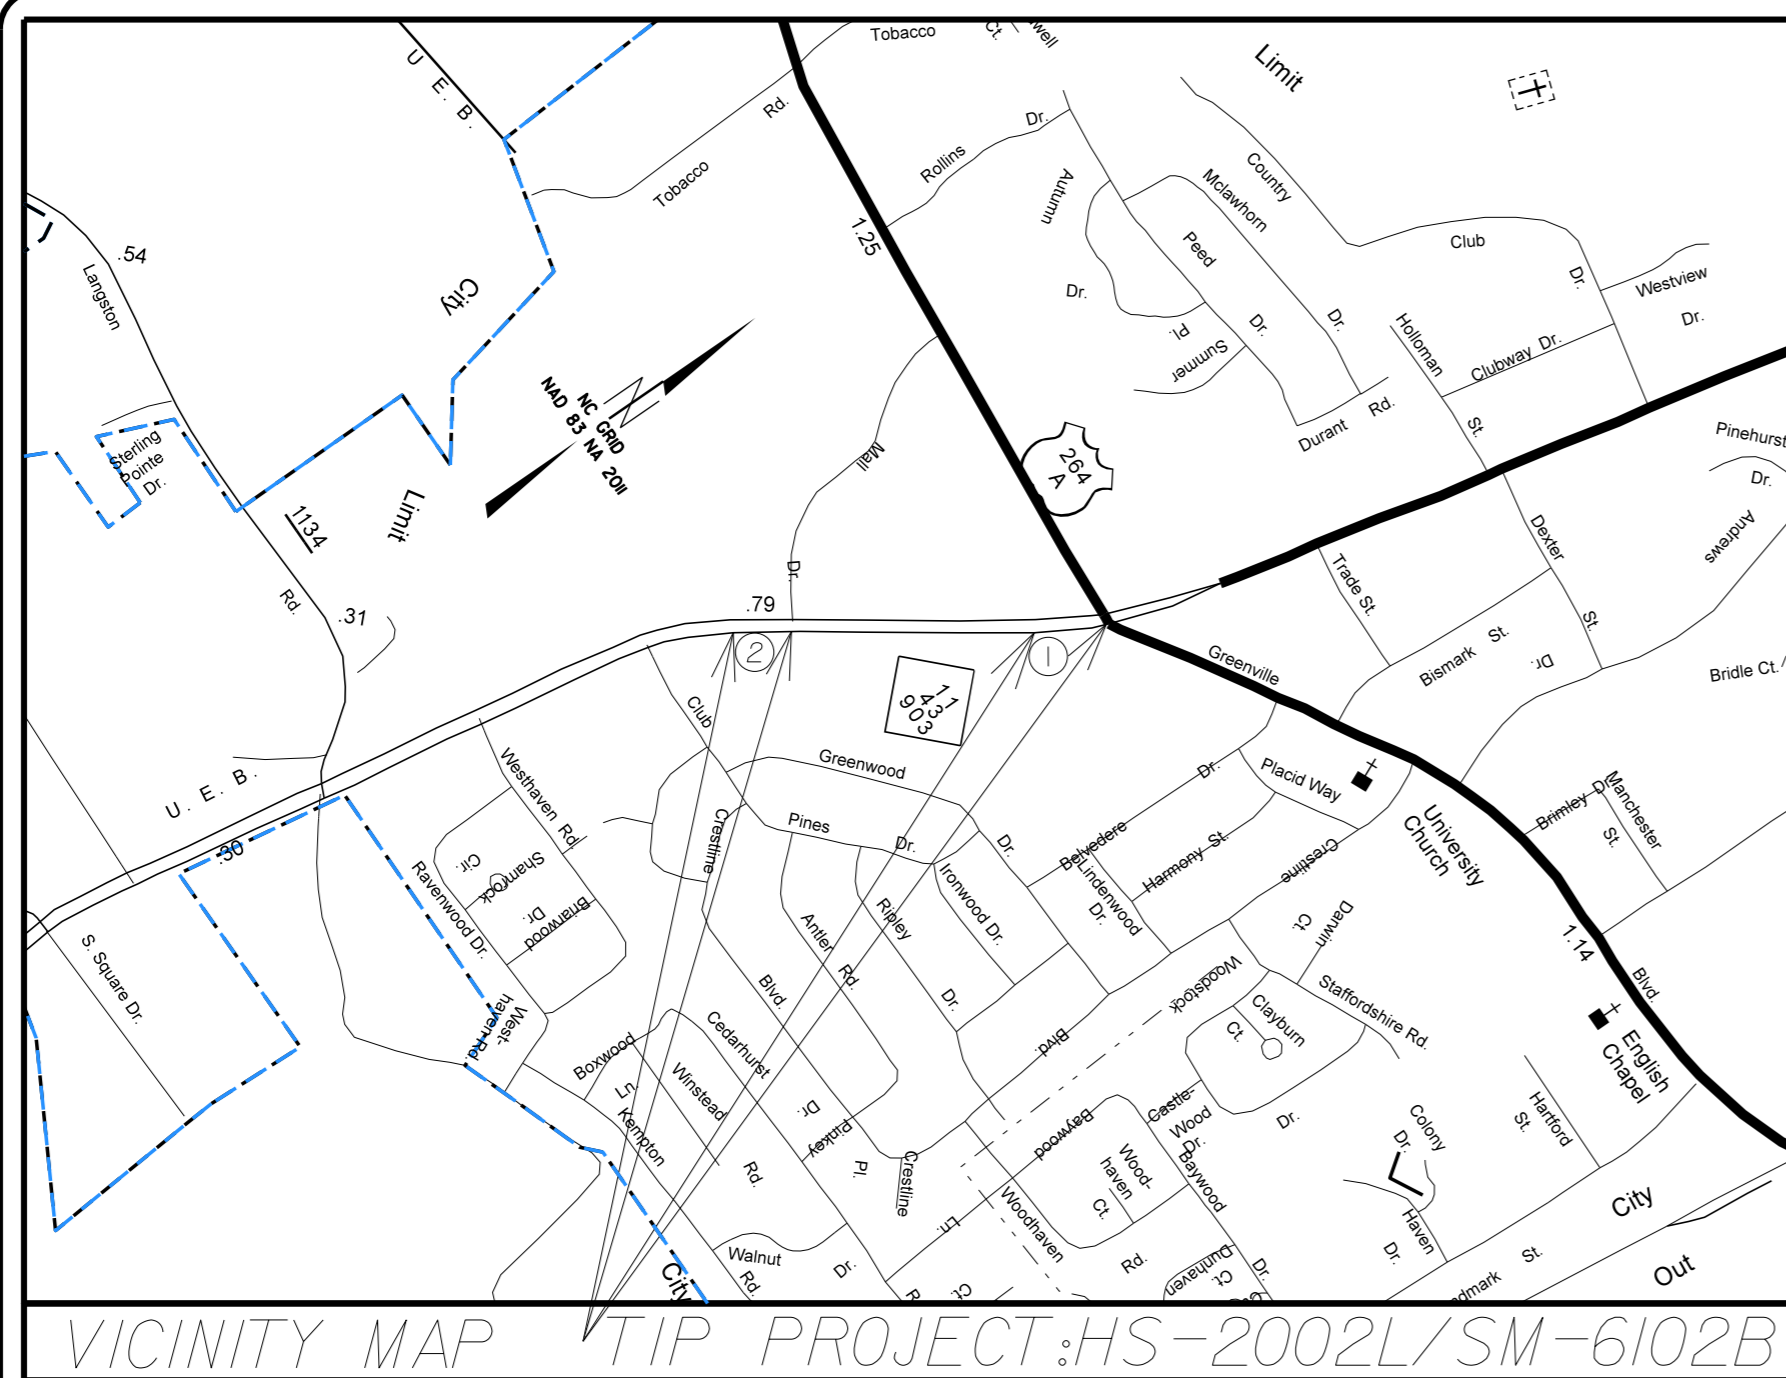 Tobacco
Ct.
Limit
U E. B.
Rd.
Dr.
Rollins
Tobacco
Autumn
Country
Mclawhorn
1.25
Peed
Club
Dr.
Westview
Dr.
.54
Langston
City
Dr.
Pl.
Summer
Dr.
Dr.
Holloman
St.
Clubway Dr.
NC GRID
NAD 83 NA 2011
Durant Rd.
Pinehurst
Dr.
Andrews
Sterling
Pointe
Dr.
Mall
Dr.
264
A
Limit
1134
Rd.
.31
.79
Trade St.
Dexter
St.
Bismark St.
Dr.
Bridle Ct.
2
1
Greenville
11
43
903
Club
Greenwood
Dr.
U. E. B.
.30
Westhaven Rd.
Crestline
Pines
Dr.
Placid Way
Dr.
Belvedere
Harmony St.
Crestline
University
Church
Brimley Dr.
Manchester
St.
Cir.
Shamrock
Dr.
Briarwood
Ravenwood Dr.
Ironwood Dr.
Lindenwood
Dr.
Ripley
Dr.
Antler
Rd.
Darwin
Ct.
1.14
Blvd.
S. Square Dr.
West-
haven Rd.
Blvd.
Woodstock
Staffordshire Rd.
Clayburn
Ct.
Blvd.
English
Chapel
Boxwood
Ln.
Cedarhurst
Dr.
Winstead
Rd.
Kempton
Rd.
Pinkey
Pl.
Crestline
Baywood
Ln.
Castle-
Wood
Dr.
Dr.
Wood-
haven
Ct.
Baywood
Dr.
Colony
Dr.
Hartford
St.
Woodhaven
Rd.
Haven
Dr.
City
Walnut
Dr.
Dunhaven
Ct.
Ct.
St.
Out
City
VICINITY MAP TIP PROJECT:HS-2002L/SM-6102B